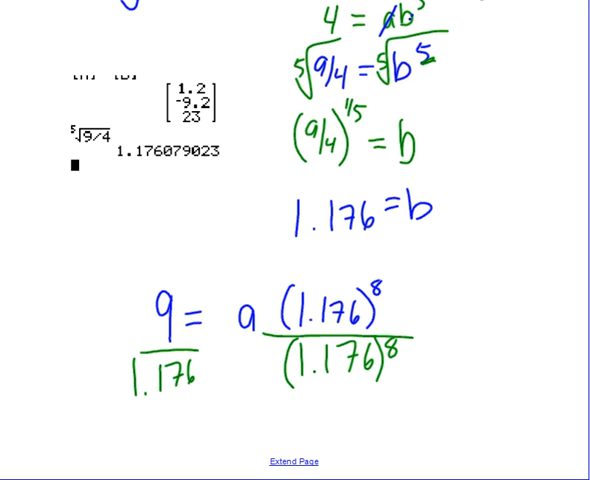 4 = ab³
⁵√9/4 = ⁵√b⁵
[1.2
-9.2
23]
⁵√9/4
1.176079023
(9/4)^1/5 = b
1.176 = b
9 = a (1.176)⁸
1.176 (1.176)⁸
Extend Page